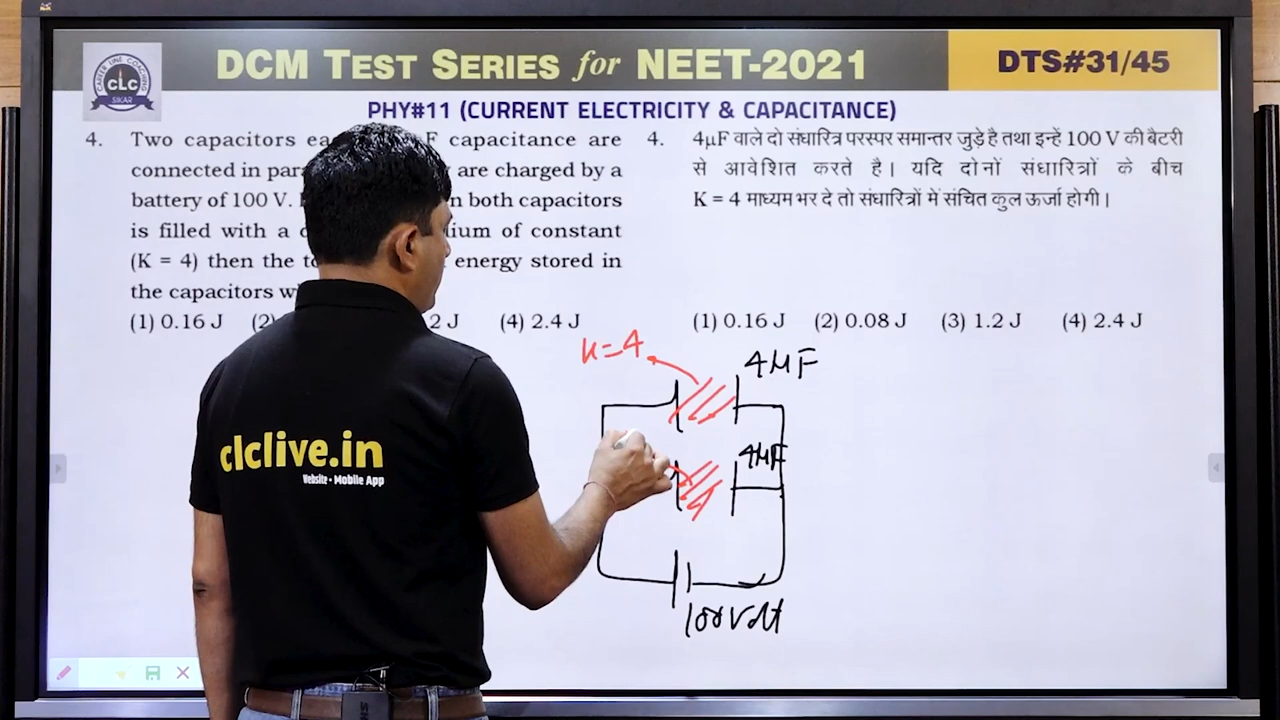 DCM TEST SERIES for NEET-2021
DTS#31/45
CAREER LINE COACHING
CLC
SIKAR
PHY#11 (CURRENT ELECTRICITY & CAPACITANCE)
4. Two capacitors F capacitance are
connected in are charged by a
battery of 100 V. both capacitors
is filled with a of constant
(K = 4) then the energy stored in
the capacitors
(1) 0.16 J (2) 2 J (4) 2.4 J
4. 4µF वाले दो संधारित्र परस्पर समान्तर जुड़े है तथा इन्हें 100 V की बैटरी
से आवेशित करते है। यदि दोनों संधारित्रों के बीच
K = 4 माध्यम भर दे तो संधारित्रों में संचित कुल ऊर्जा होगी।
(1) 0.16 J (2) 0.08 J (3) 1.2 J (4) 2.4 J
K=4
4µF
4µF
100 Volt
clclive.in
Website • Mobile App